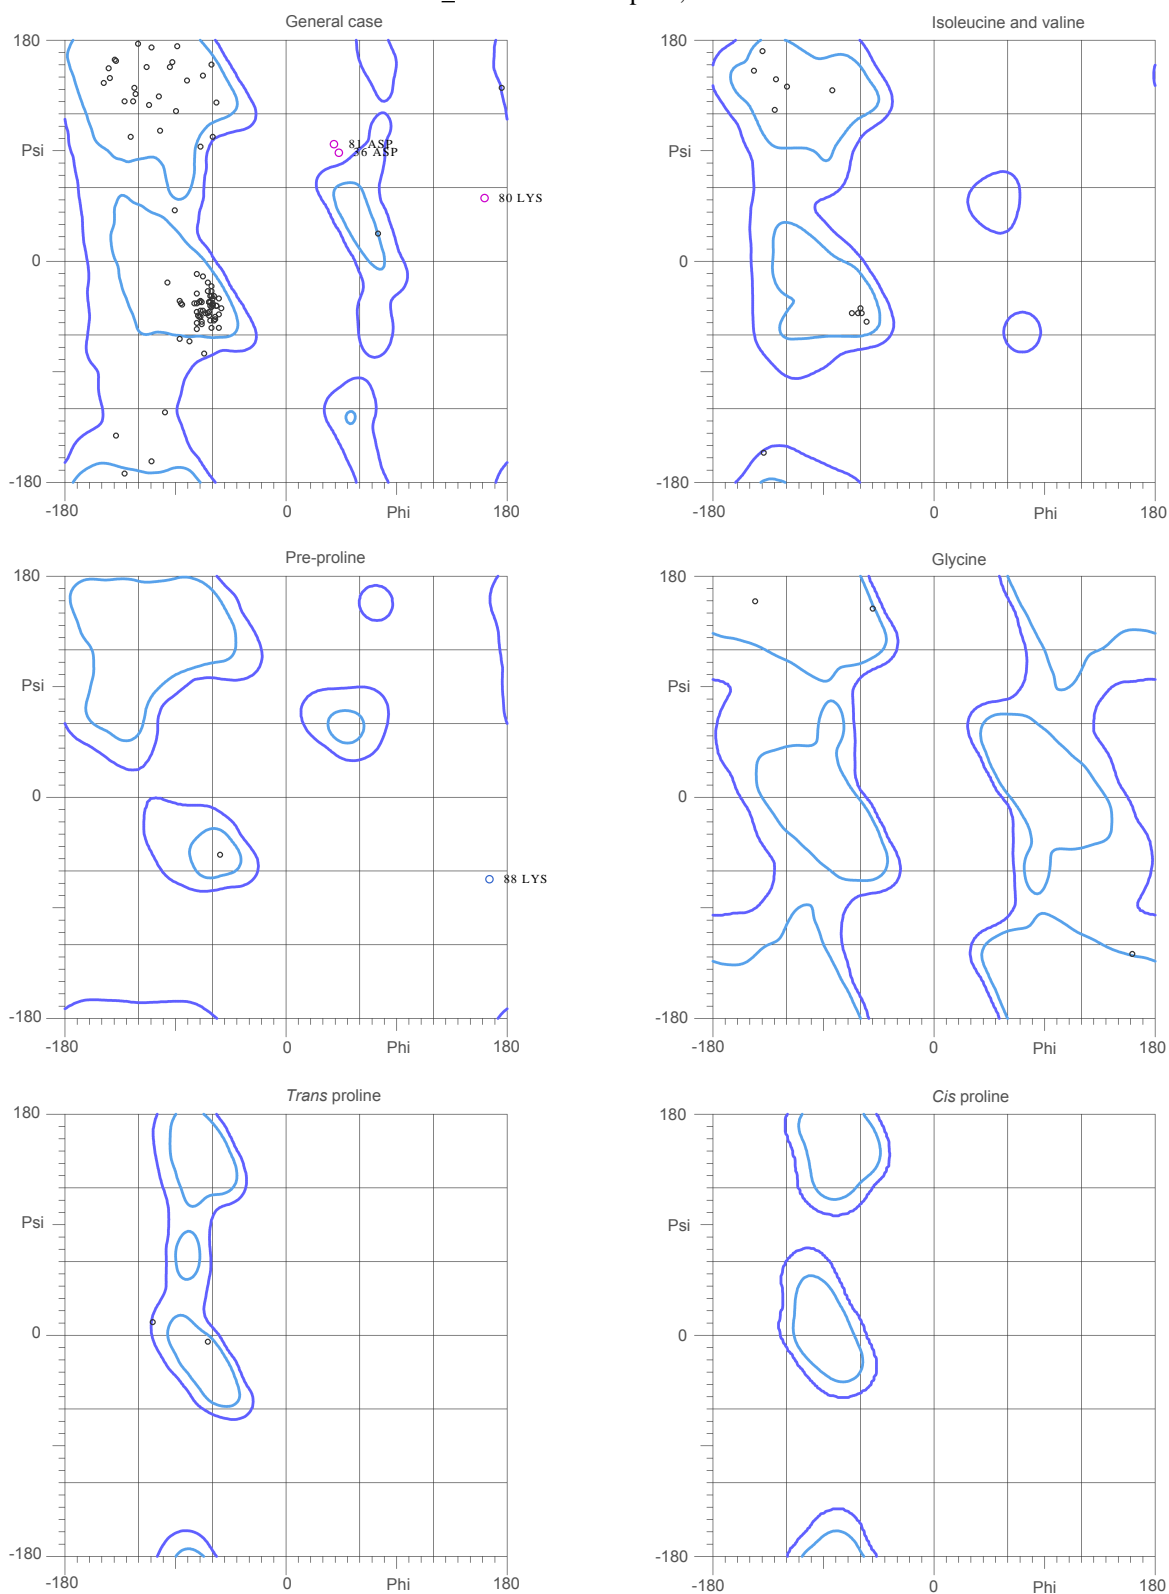 General case
180
Psi
0
-180
-180
0
Phi
180
81 ASP
36 ASP
80 LYS
Isoleucine and valine
180
Psi
0
-180
-180
0
Phi
180
Pre-proline
180
Psi
0
-180
-180
0
Phi
180
88 LYS
Glycine
180
Psi
0
-180
-180
0
Phi
180
Trans proline
180
Psi
0
-180
-180
0
Phi
180
Cis proline
180
Psi
0
-180
-180
0
Phi
180